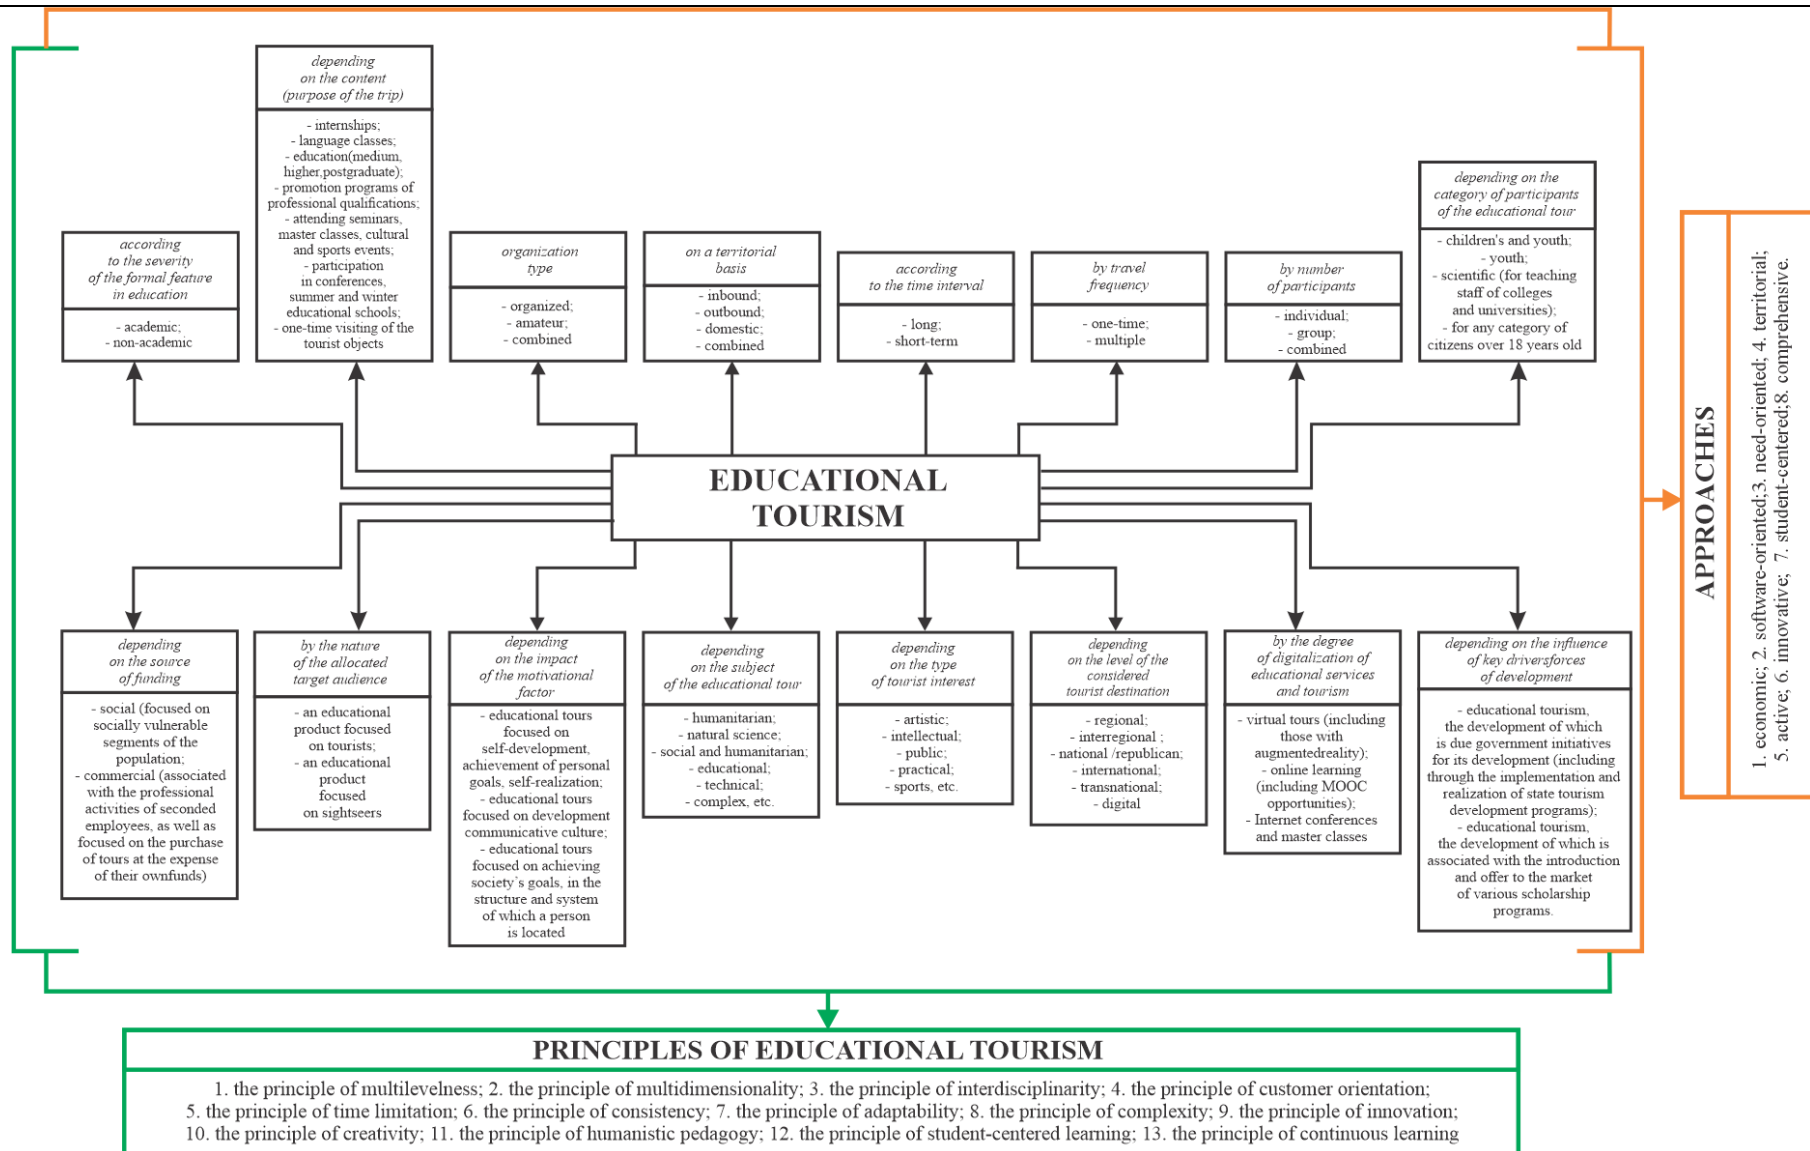 depending
on the content
(purpose of the trip)
- internships;
- language classes;
- education(medium,
higher,postgraduate);
- promotion programs of
professional qualifications;
- attending seminars,
master classes, cultural
and sports events;
- participation
in conferences,
summer and winter
educational schools;
- one-time visiting of the
tourist objects
according
to the severity
of the formal feature
in education
- academic;
- non-academic
organization
type
- organized;
- amateur;
- combined
on a territorial
basis
- inbound;
- outbound;
- domestic;
- combined
according
to the time interval
- long;
- short-term
by travel
frequency
- one-time;
- multiple
by number
of participants
- individual;
- group;
- combined
depending on the
category of participants
of the educational tour
- children's and youth;
- youth;
- scientific (for teaching
staff of colleges
and universities);
- for any category of
citizens over 18 years old
EDUCATIONAL
TOURISM
depending
on the source
of funding
- social (focused on
socially vulnerable
segments of the
population;
- commercial (associated
with the professional
activities of seconded
employees, as well as
focused on the purchase
of tours at the expense
of their ownfunds)
by the nature
of the allocated
target audience
- an educational
product focused
on tourists;
- an educational
product
focused
on sightseers
depending
on the impact
of the motivational
factor
- educational tours
focused on
self-development,
achievement of personal
goals, self-realization;
- educational tours
focused on development
communicative culture;
- educational tours
focused on achieving
society`s goals, in the
structure and system
of which a person
is located
depending
on the subject
of the educational tour
- humanitarian;
- natural science;
- social and humanitarian;
- educational;
- technical;
- complex, etc.
depending
on the type
of tourist interest
- artistic;
- intellectual;
- public;
- practical;
- sports, etc.
depending
on the level of the
considered
tourist destination
- regional;
- interregional ;
- national /republican;
- international;
- transnational;
- digital
by the degree
of digitalization of
educational services
and tourism
- virtual tours (including
those with
augmentedreality);
- online learning
(including MOOC
opportunities);
- Internet conferences
and master classes
depending on the influence
of key driversforces
of development
- educational tourism,
the development of which
is due government initiatives
for its development (including
through the implementation and
realization of state tourism
development programs);
- educational tourism,
the development of which is
associated with the introduction
and offer to the market
of various scholarship
programs.
APPROACHES
1. economic; 2. software-oriented;3. need-oriented; 4. territorial;
5. active; 6. innovative; 7. student-centered;8. comprehensive.
PRINCIPLES OF EDUCATIONAL TOURISM
1. the principle of multilevelness; 2. the principle of multidimensionality; 3. the principle of interdisciplinarity; 4. the principle of customer orientation;
5. the principle of time limitation; 6. the principle of consistency; 7. the principle of adaptability; 8. the principle of complexity; 9. the principle of innovation;
10. the principle of creativity; 11. the principle of humanistic pedagogy; 12. the principle of student-centered learning; 13. the principle of continuous learning